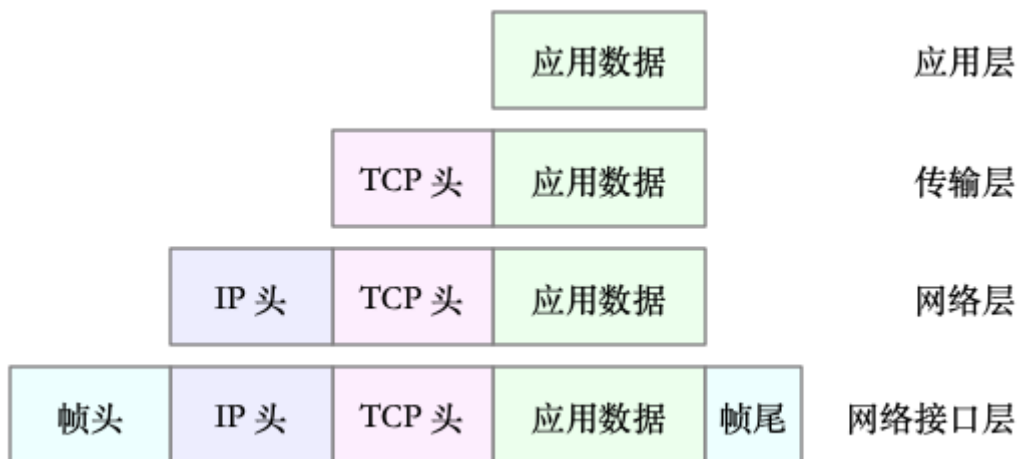 应用数据 应用层
TCP 头 应用数据 传输层
IP 头 TCP 头 应用数据 网络层
帧头 IP 头 TCP 头 应用数据 帧尾 网络接口层